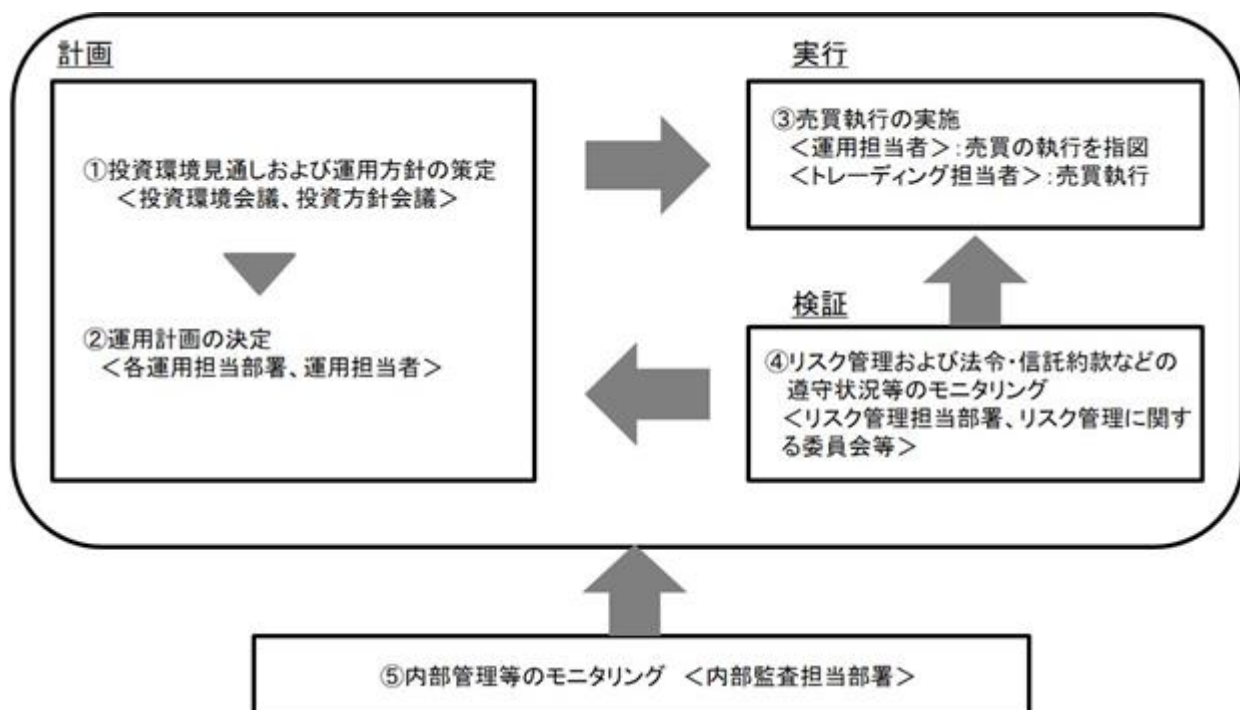 計画
①投資環境見通しおよび運用方針の策定
＜投資環境会議、投資方針会議＞
②運用計画の決定
＜各運用担当部署、運用担当者＞
実行
③売買執行の実施
＜運用担当者＞：売買の執行を指図
＜トレーディング担当者＞：売買執行
検証
④リスク管理および法令・信託約款などの
遵守状況等のモニタリング
＜リスク管理担当部署、リスク管理に関す
る委員会等＞
⑤内部管理等のモニタリング　＜内部監査担当部署＞